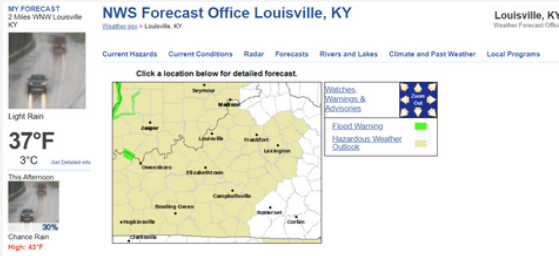 MY FORECAST
2 Miles WNW Louisville
KY
Light Rain
37°F
3°C
Get Detailed info
This Afternoon
30%
Chance Rain
High: 43°F
NWS Forecast Office Louisville, KY
Weather.gov > Louisville, KY
Louisville, KY
Weather Forecast Offic
Current Hazards Current Conditions Radar Forecasts Rivers and Lakes Climate and Past Weather Local Programs
Click a location below for detailed forecast.
Seymour
Madison
Jasper
Louisville
Frankfort
Lexington
Owensboro
Elizabethtown
Campbellsville
Bowling Green
Somerset
Hopkinsville
Corbin
Clarksville
Watches,
Warnings &
Advisories
Zoom
Out
Flood Warning
Hazardous Weather
Outlook